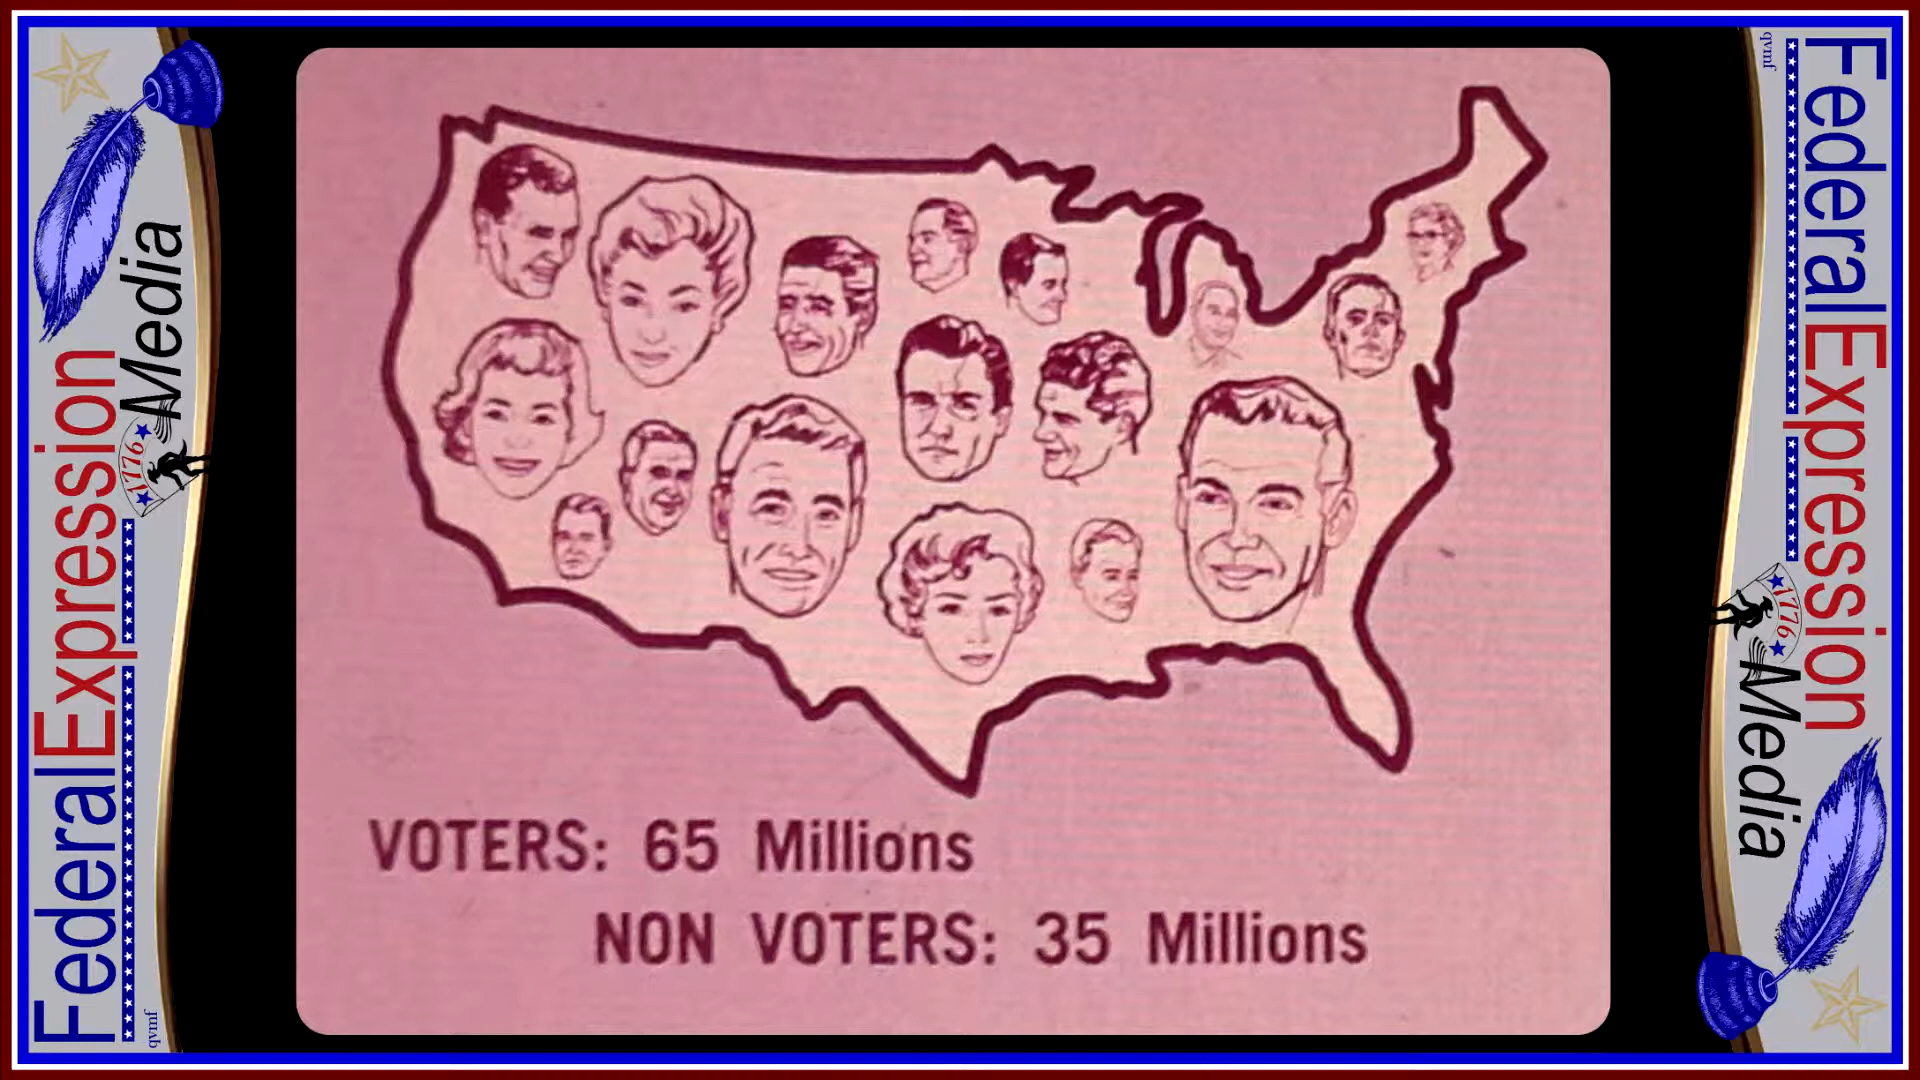 FederalExpression
Media
1776
qvmf
VOTERS: 65 Millions
NON VOTERS: 35 Millions
FederalExpression
Media
1776
qvmf